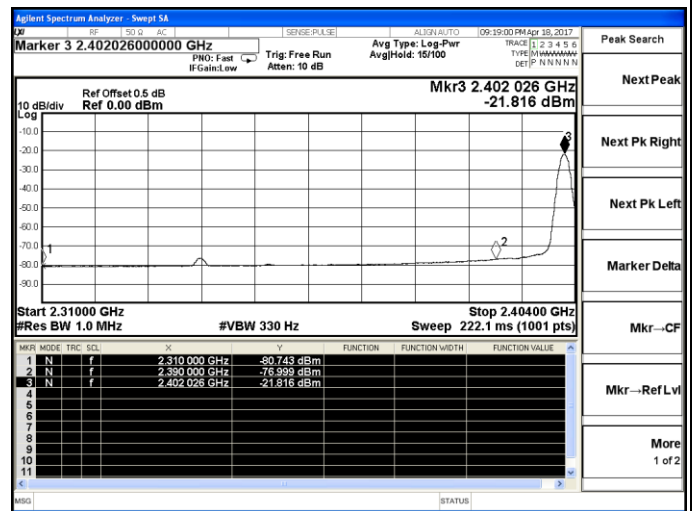 Agilent Spectrum Analyzer - Swept SA
RF 50 Ω AC SENSE:PULSE ALIGN AUTO 09:19:00 PM Apr 18, 2017
Marker 3 2.402026000000 GHz
PNO: Fast
IFGain:Low
Trig: Free Run
Atten: 10 dB
Avg Type: Log-Pwr
Avg|Hold: 15/100
TRACE 1 2 3 4 5 6
TYPE M
DET P N N N N N
Peak Search
Mkr3 2.402 026 GHz
-21.816 dBm
Ref Offset 0.5 dB
10 dB/div Ref 0.00 dBm
Log
-10.0
-20.0
-30.0
-40.0
-50.0
-60.0
-70.0
-80.0
-90.0
1
2
3
Start 2.31000 GHz Stop 2.40400 GHz
#Res BW 1.0 MHz #VBW 330 Hz Sweep 222.1 ms (1001 pts)
MKR MODE TRC SCL X Y FUNCTION FUNCTION WIDTH FUNCTION VALUE
1 N f 2.310 000 GHz -80.743 dBm
2 N f 2.390 000 GHz -76.999 dBm
3 N f 2.402 026 GHz -21.816 dBm
4
5
6
7
8
9
10
11
MSG STATUS
Next Peak
Next Pk Right
Next Pk Left
Marker Delta
Mkr→CF
Mkr→Ref Lvl
More
1 of 2